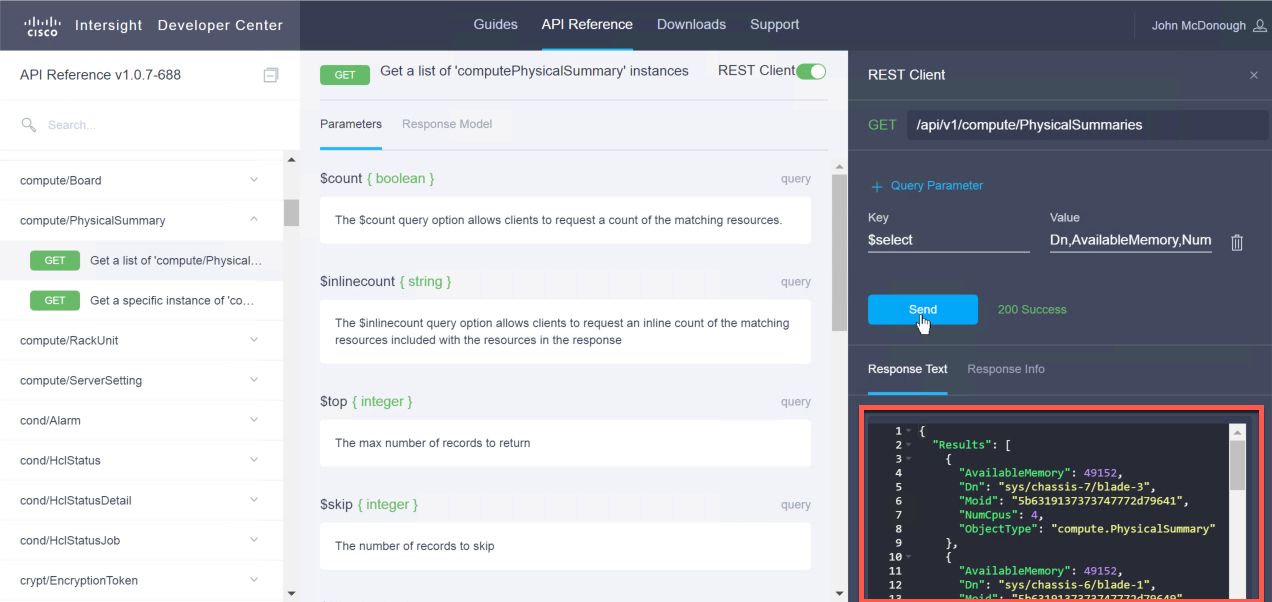 CISCO
Intersight Developer Center
Guides
API Reference
Downloads
Support
John McDonough
API Reference v1.0.7-688
Search...
compute/Board
compute/PhysicalSummary
GET Get a list of 'compute/Physical...
GET Get a specific instance of 'co...
compute/RackUnit
compute/ServerSetting
cond/Alarm
cond/HclStatus
cond/HclStatusDetail
cond/HclStatusJob
crypt/EncryptionToken
GET Get a list of 'computePhysicalSummary' instances
REST Client
Parameters
Response Model
$count { boolean } query
The $count query option allows clients to request a count of the matching resources.
$inlinecount { string } query
The $inlinecount query option allows clients to request an inline count of the matching
resources included with the resources in the response
$top { integer } query
The max number of records to return
$skip { integer } query
The number of records to skip
REST Client ×
GET /api/v1/compute/PhysicalSummaries
+ Query Parameter
Key Value
$select Dn,AvailableMemory,Num
Send 200 Success
Response Text Response Info
1 {
2 "Results": [
3 {
4 "AvailableMemory": 49152,
5 "Dn": "sys/chassis-7/blade-3",
6 "Moid": "5b6319137373747772d79641",
7 "NumCpus": 4,
8 "ObjectType": "compute.PhysicalSummary"
9 },
10 {
11 "AvailableMemory": 49152,
12 "Dn": "sys/chassis-6/blade-1",
13 "Moid": "5b6319137373747772d79649"